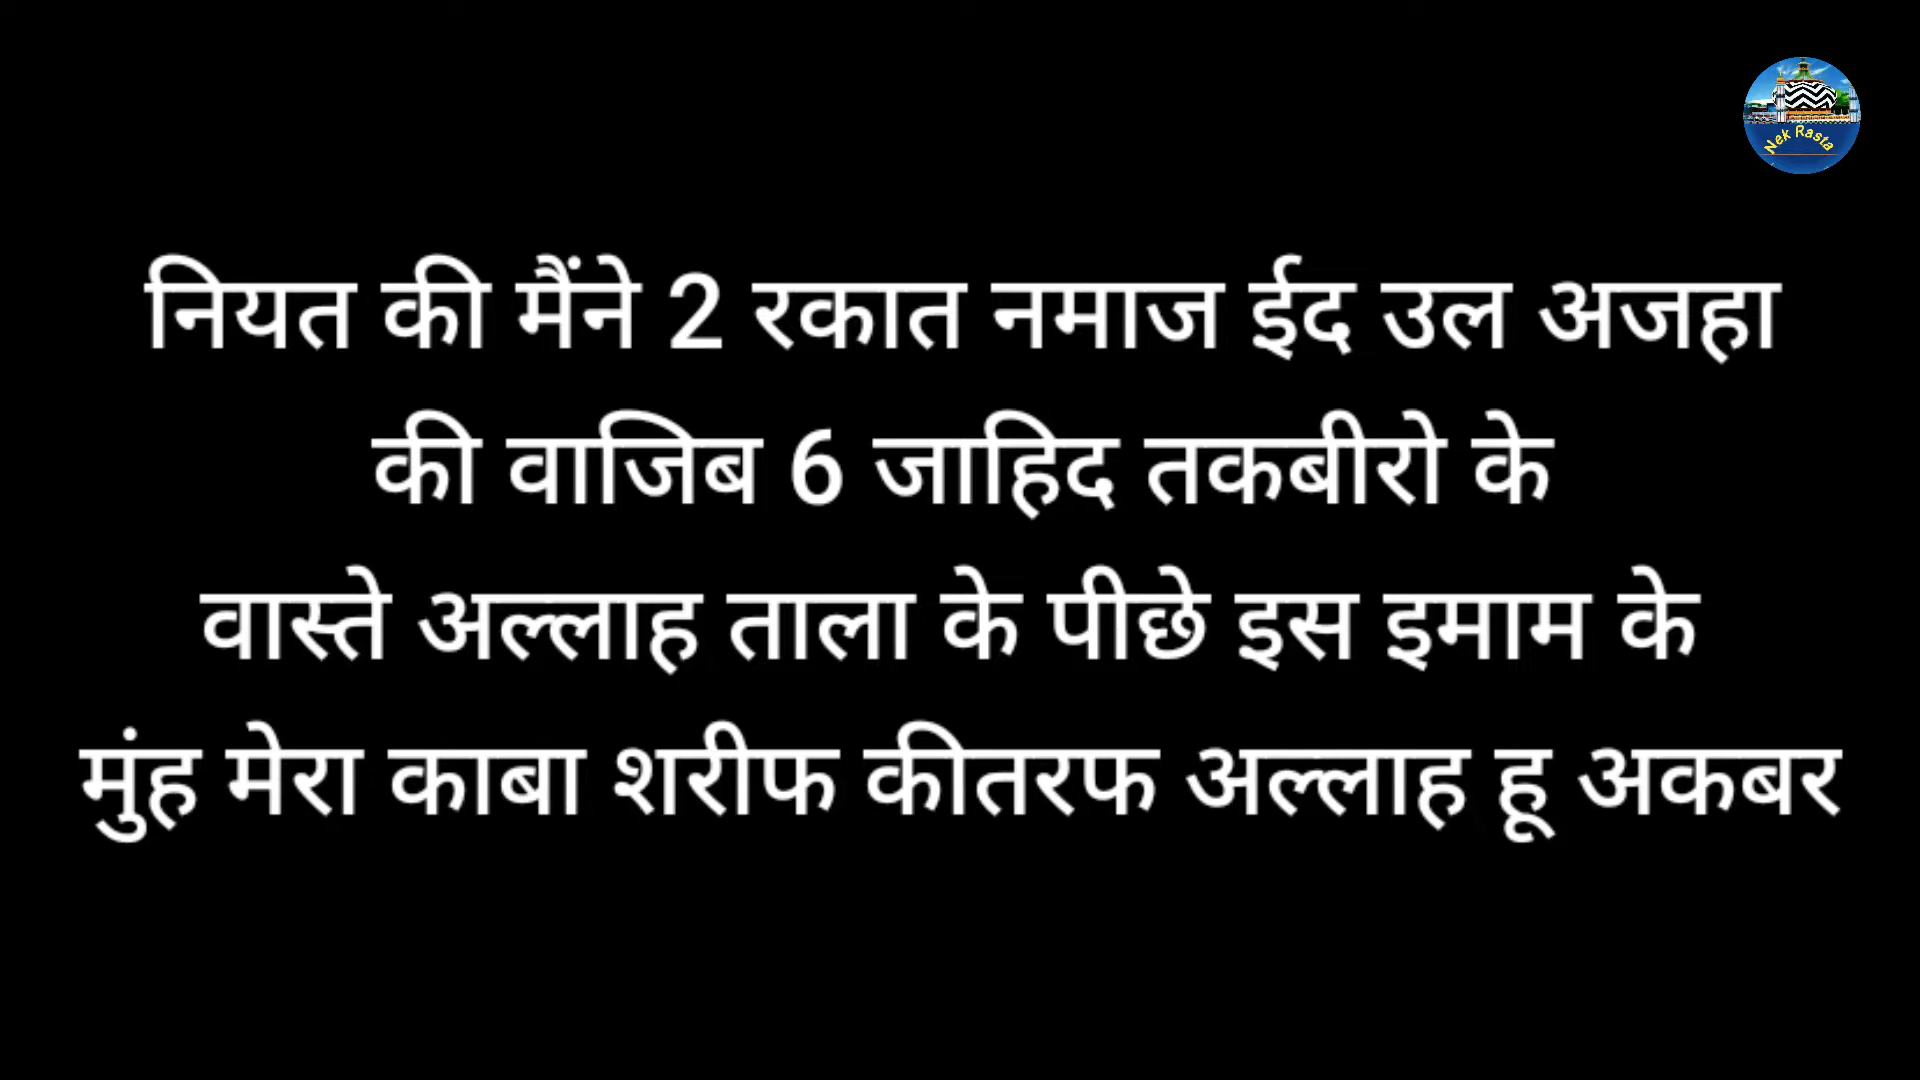 Nek Rasta
नियत की मैंने 2 रकात नमाज ईद उल अजहा
की वाजिब 6 जाहिद तकबीरो के
वास्ते अल्लाह ताला के पीछे इस इमाम के
मुंह मेरा काबा शरीफ कीतरफ अल्लाह हू अकबर